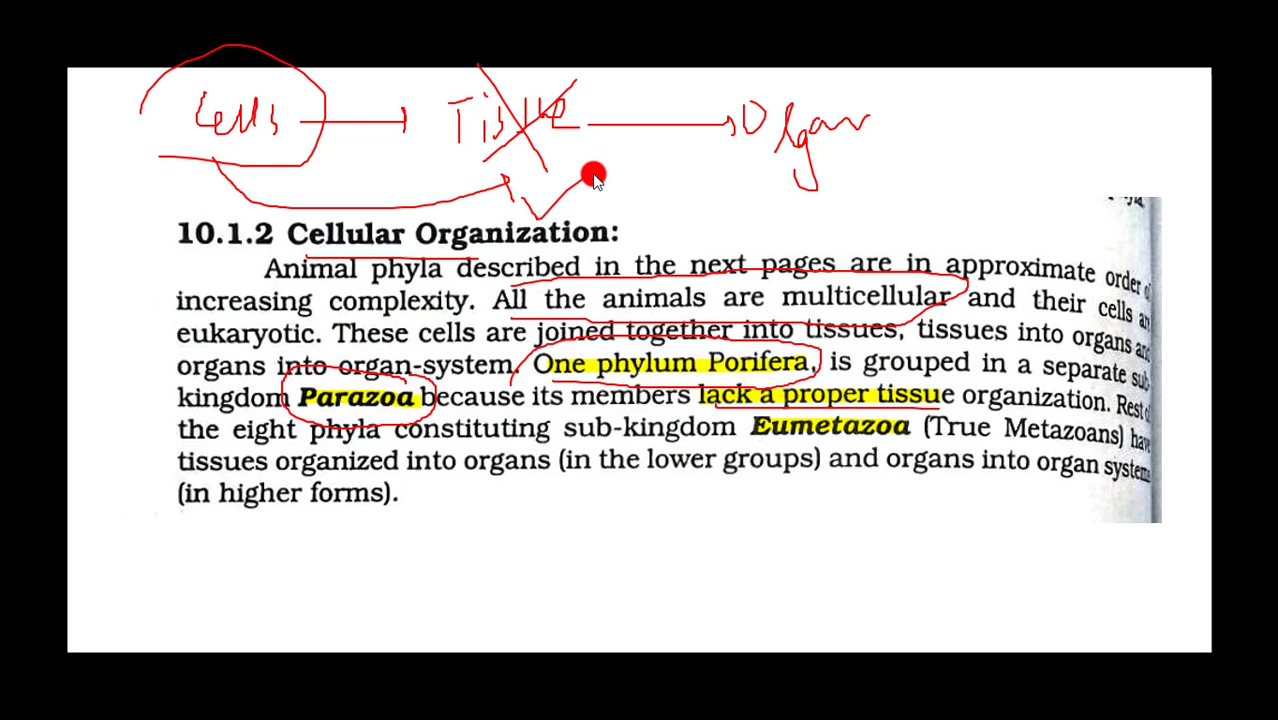 Cells Tissue Organ
10.1.2 Cellular Organization:
Animal phyla described in the next pages are in approximate order of
increasing complexity. All the animals are multicellular and their cells are
eukaryotic. These cells are joined together into tissues, tissues into organs and
organs into organ-system. One phylum Porifera, is grouped in a separate sub-
kingdom Parazoa because its members lack a proper tissue organization. Rest of
the eight phyla constituting sub-kingdom Eumetazoa (True Metazoans) have
tissues organized into organs (in the lower groups) and organs into organ systems
(in higher forms).